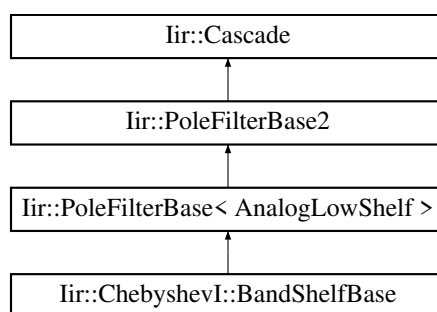 Iir::Cascade
Iir::PoleFilterBase2
Iir::PoleFilterBase< AnalogLowShelf >
Iir::ChebyshevI::BandShelfBase